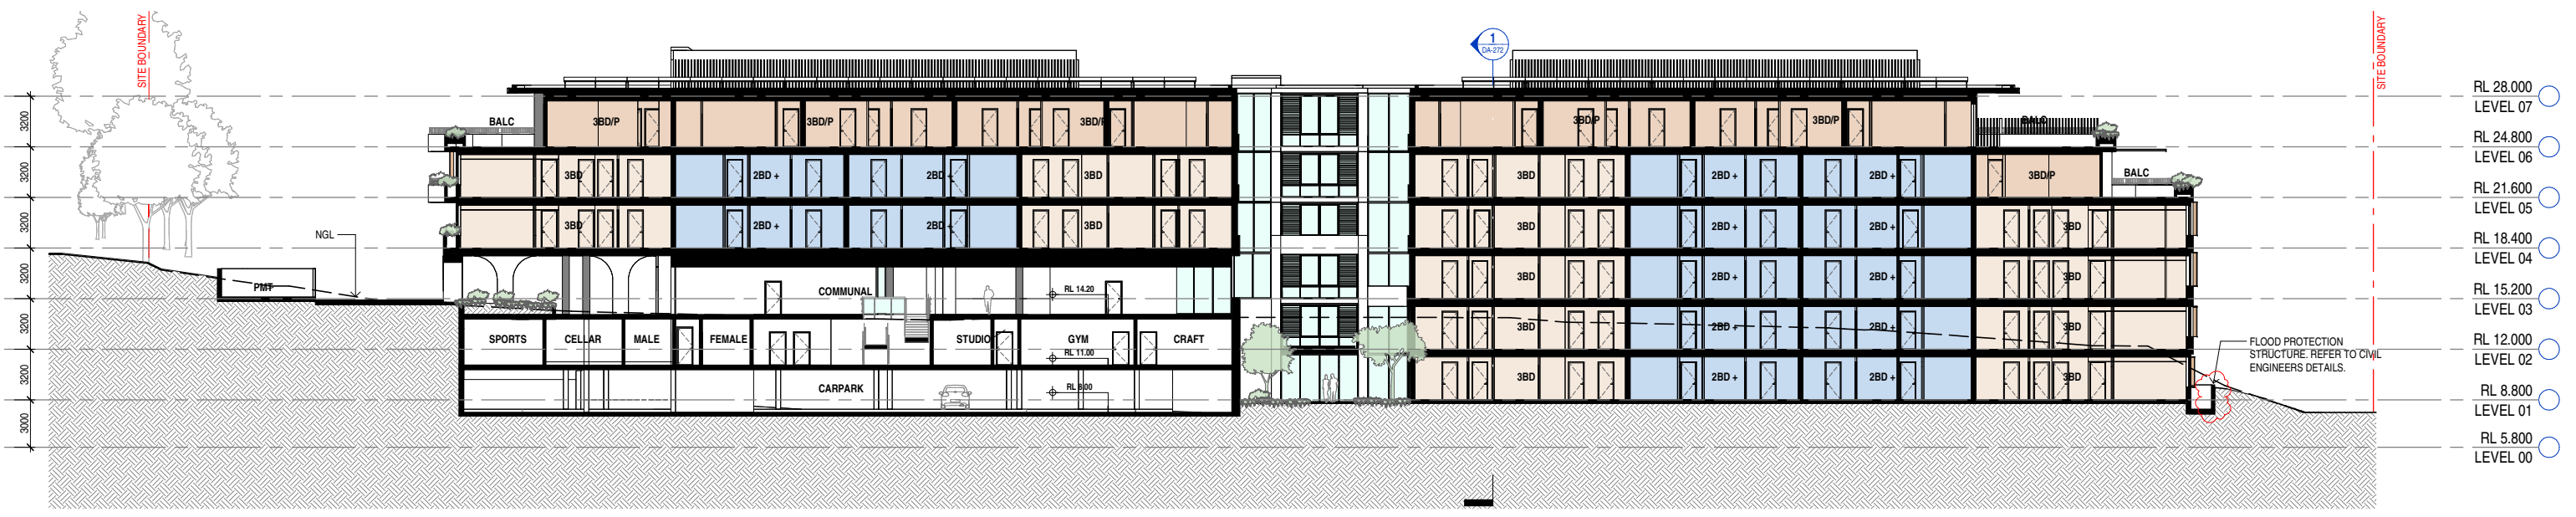 SITE BOUNDARY
SITE BOUNDARY
1
DA-272
RL 28.000
LEVEL 07
3200
BALC
3BD/P
3BD/P
3BD/P
3BD/P
3BD/P
BALC
RL 24.800
LEVEL 06
3200
3BD
2BD +
2BD +
3BD
3BD
2BD +
2BD +
3BD/P
BALC
RL 21.600
LEVEL 05
3200
3BD
2BD +
2BD +
3BD
3BD
2BD +
2BD +
3BD
RL 18.400
LEVEL 04
NGL
3200
PMT
COMMUNAL
RL 14.20
3BD
2BD +
2BD +
3BD
RL 15.200
LEVEL 03
3200
SPORTS
CELLAR
MALE
FEMALE
STUDIO
GYM
CRAFT
RL 11.00
3BD
2BD +
2BD +
3BD
RL 12.000
LEVEL 02
FLOOD PROTECTION
STRUCTURE. REFER TO CIVIL
ENGINEERS DETAILS.
3200
CARPARK
RL 8.00
3BD
2BD +
2BD +
3BD
RL 8.800
LEVEL 01
3000
RL 5.800
LEVEL 00